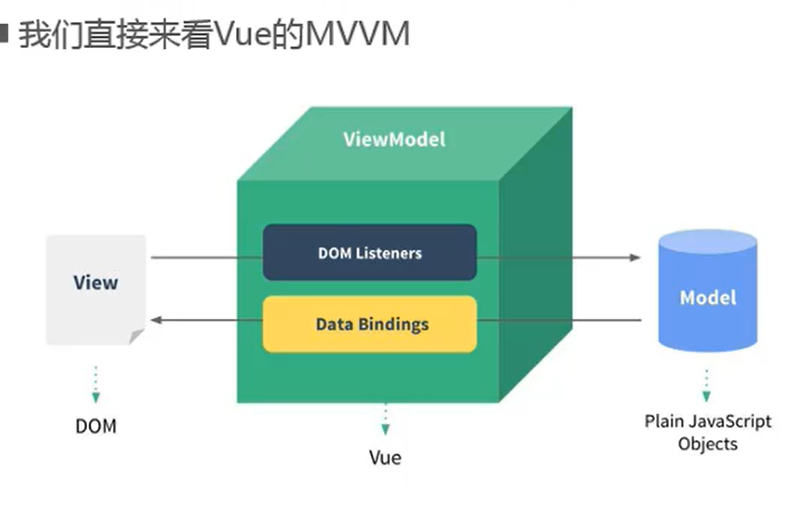 我们直接来看Vue的MVVM
ViewModel
DOM Listeners
View
Model
Data Bindings
DOM
Plain JavaScript
Objects
Vue